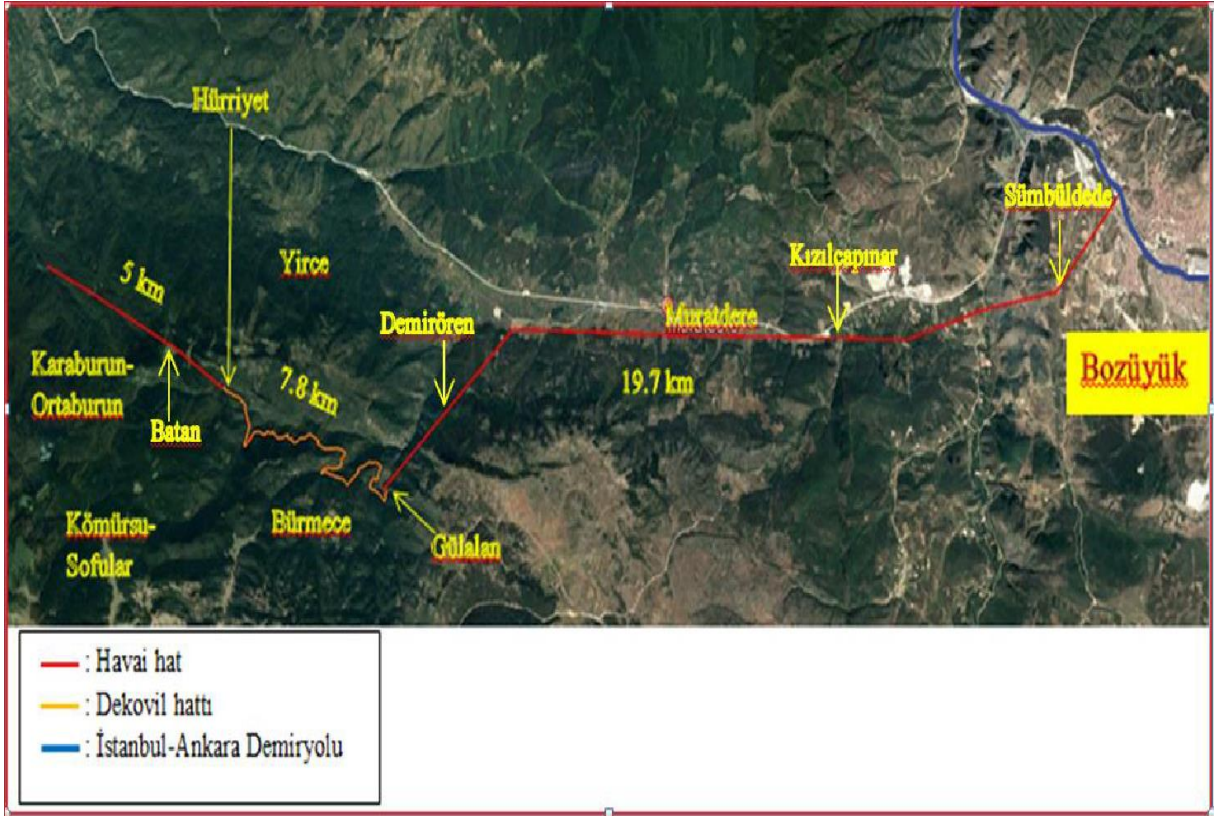 Hürriyet
Sümbüldede
Yirce
Kızılçapınar
5 km
Demirören
Muratdere
Karaburun-
Ortaburun
Batan
7.8 km
19.7 km
Bozüyük
Kömürsu-
Sofular
Bürmece
Gülalan
: Havai hat
: Dekovil hattı
: İstanbul-Ankara Demiryolu